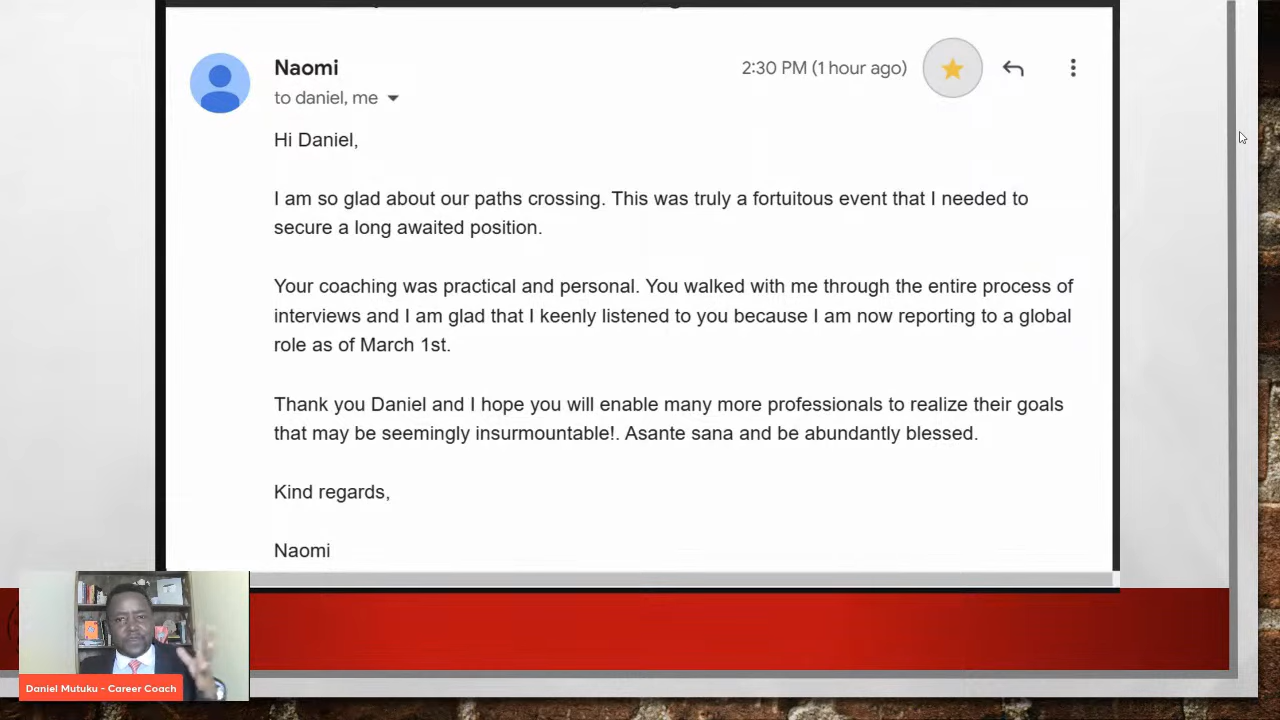 Naomi
2:30 PM (1 hour ago)
to daniel, me
Hi Daniel,
I am so glad about our paths crossing. This was truly a fortuitous event that I needed to
secure a long awaited position.
Your coaching was practical and personal. You walked with me through the entire process of
interviews and I am glad that I keenly listened to you because I am now reporting to a global
role as of March 1st.
Thank you Daniel and I hope you will enable many more professionals to realize their goals
that may be seemingly insurmountable!. Asante sana and be abundantly blessed.
Kind regards,
Naomi
Daniel Mutuku - Career Coach